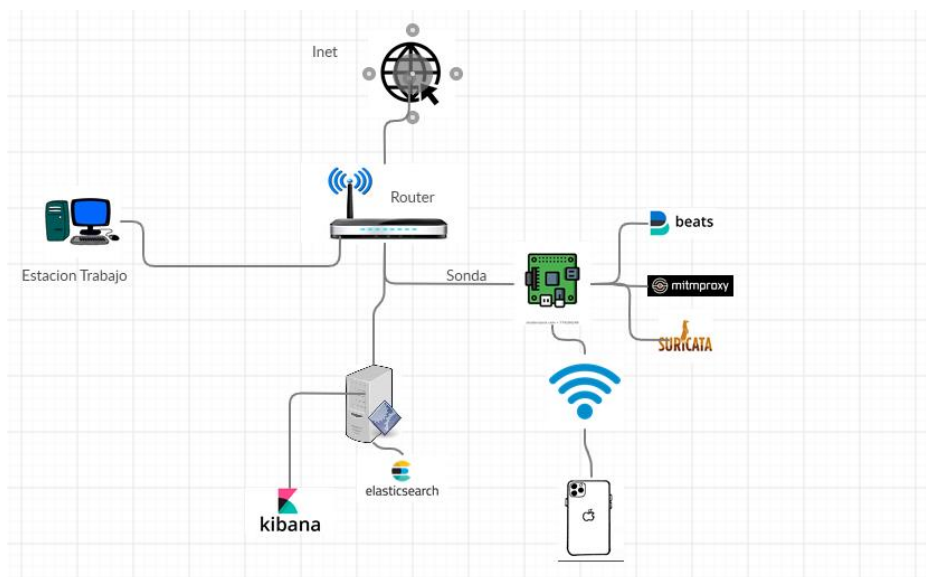 Inet
Router
beats
Estacion Trabajo
Sonda
mitmproxy
SURICATA
elasticsearch
kibana